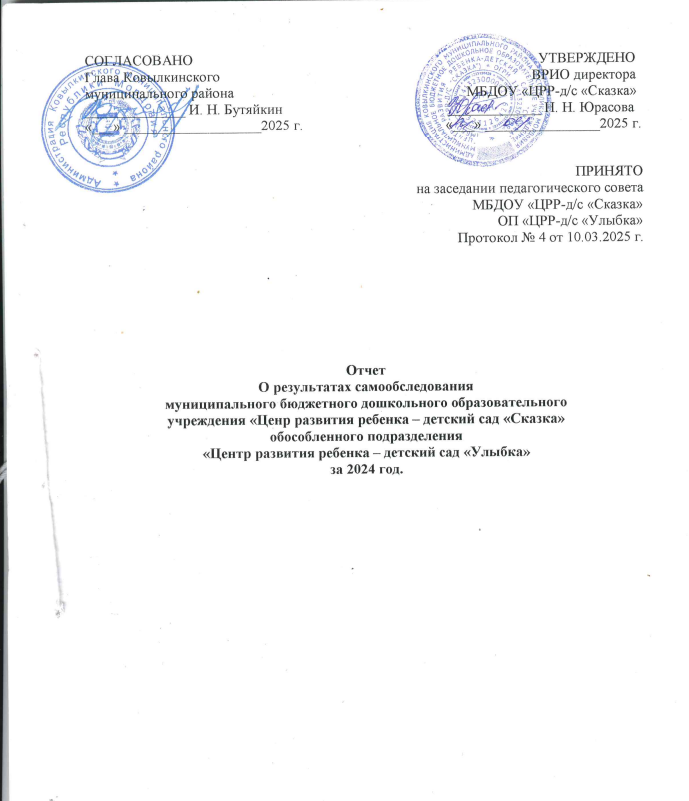 СОГЛАСОВАНО
Глава Ковылкинского
муниципального района
И. Н. Бутяйкин
« » 2025 г.
УТВЕРЖДЕНО
ВРИО директора
МБДОУ «ЦРР-д/с «Сказка»
Н. Н. Юрасова
« » 2025 г.
ПРИНЯТО
на заседании педагогического совета
МБДОУ «ЦРР-д/с «Сказка»
ОП «ЦРР-д/с «Улыбка»
Протокол № 4 от 10.03.2025 г.
Отчет
О результатах самообследования
муниципального бюджетного дошкольного образовательного
учреждения «Ценр развития ребенка – детский сад «Сказка»
обособленного подразделения
«Центр развития ребенка – детский сад «Улыбка»
за 2024 год.